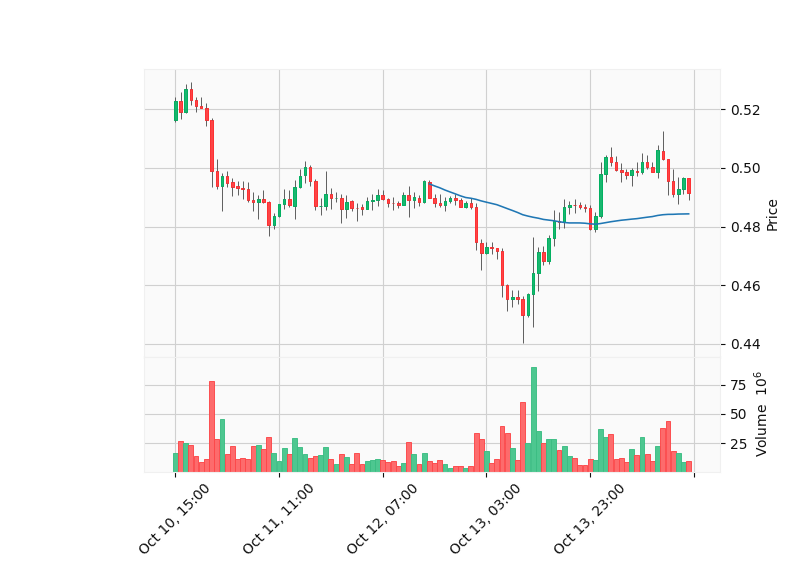 0.52
0.50
0.48
0.46
0.44
Price
75
50
25
Volume 10^6
Oct 10, 15:00
Oct 11, 11:00
Oct 12, 07:00
Oct 13, 03:00
Oct 13, 23:00